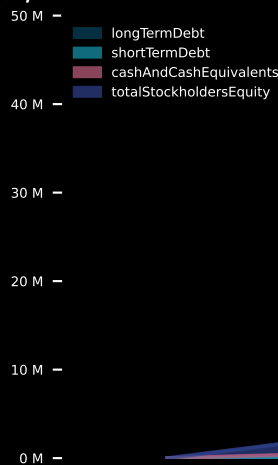 50 M
longTermDebt
shortTermDebt
cashAndCashEquivalents
totalStockholdersEquity
40 M
30 M
20 M
10 M
0 M